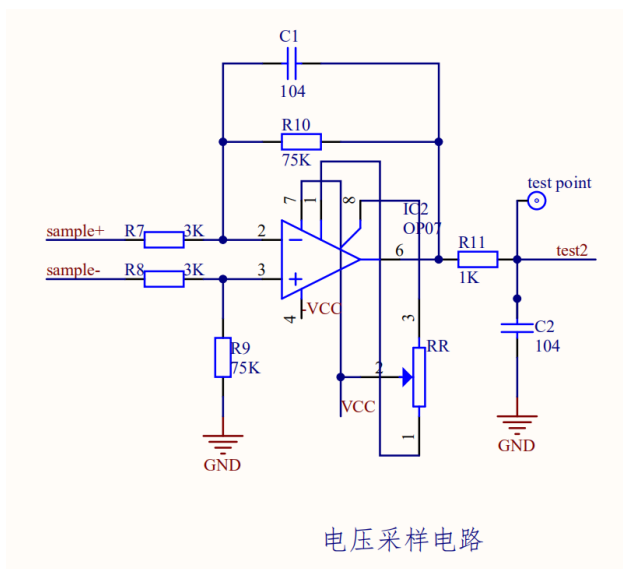 C1
104
R10
75K
7
1
8
IC2
OP07
test point
sample+
R7
3K
2
6
R11
test2
sample-
R8
3K
3
1K
4
-VCC
3
C2
104
R9
75K
2
RR
VCC
1
GND
GND
电压采样电路